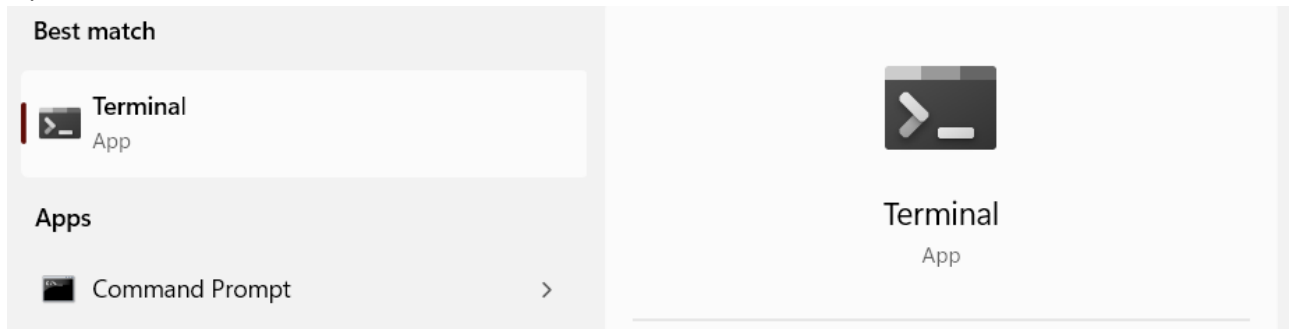 Best match
Terminal
App
Apps
Command Prompt
Terminal
App